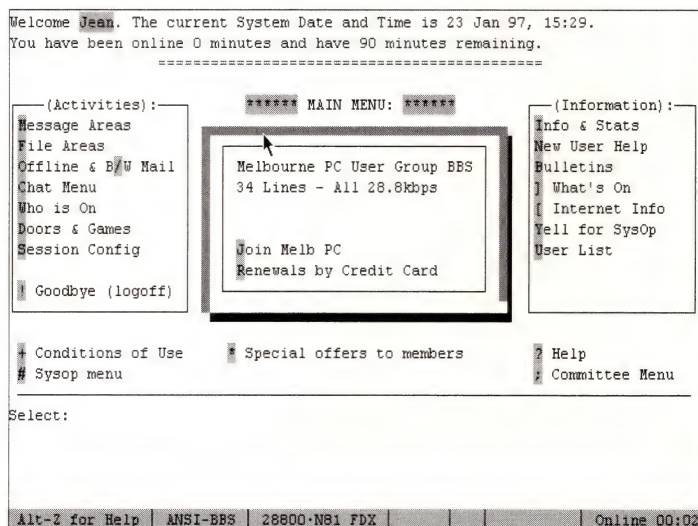 Welcome Jean. The current System Date and Time is 23 Jan 97, 15:29.
You have been online 0 minutes and have 90 minutes remaining.
============================================
(Activities):
Message Areas
File Areas
Offline & B/W Mail
Chat Menu
Who is On
Doors & Games
Session Config
! Goodbye (logoff)
****** MAIN MENU: ******
Melbourne PC User Group BBS
34 Lines - All 28.8kbps
Join Melb PC
Renewals by Credit Card
(Information):
Info & Stats
New User Help
Bulletins
] What's On
[ Internet Info
Yell for SysOp
User List
+ Conditions of Use * Special offers to members ? Help
# Sysop menu ; Committee Menu
Select:
Alt-Z for Help | ANSI-BBS | 28800·N81 FDX | Online 00:02